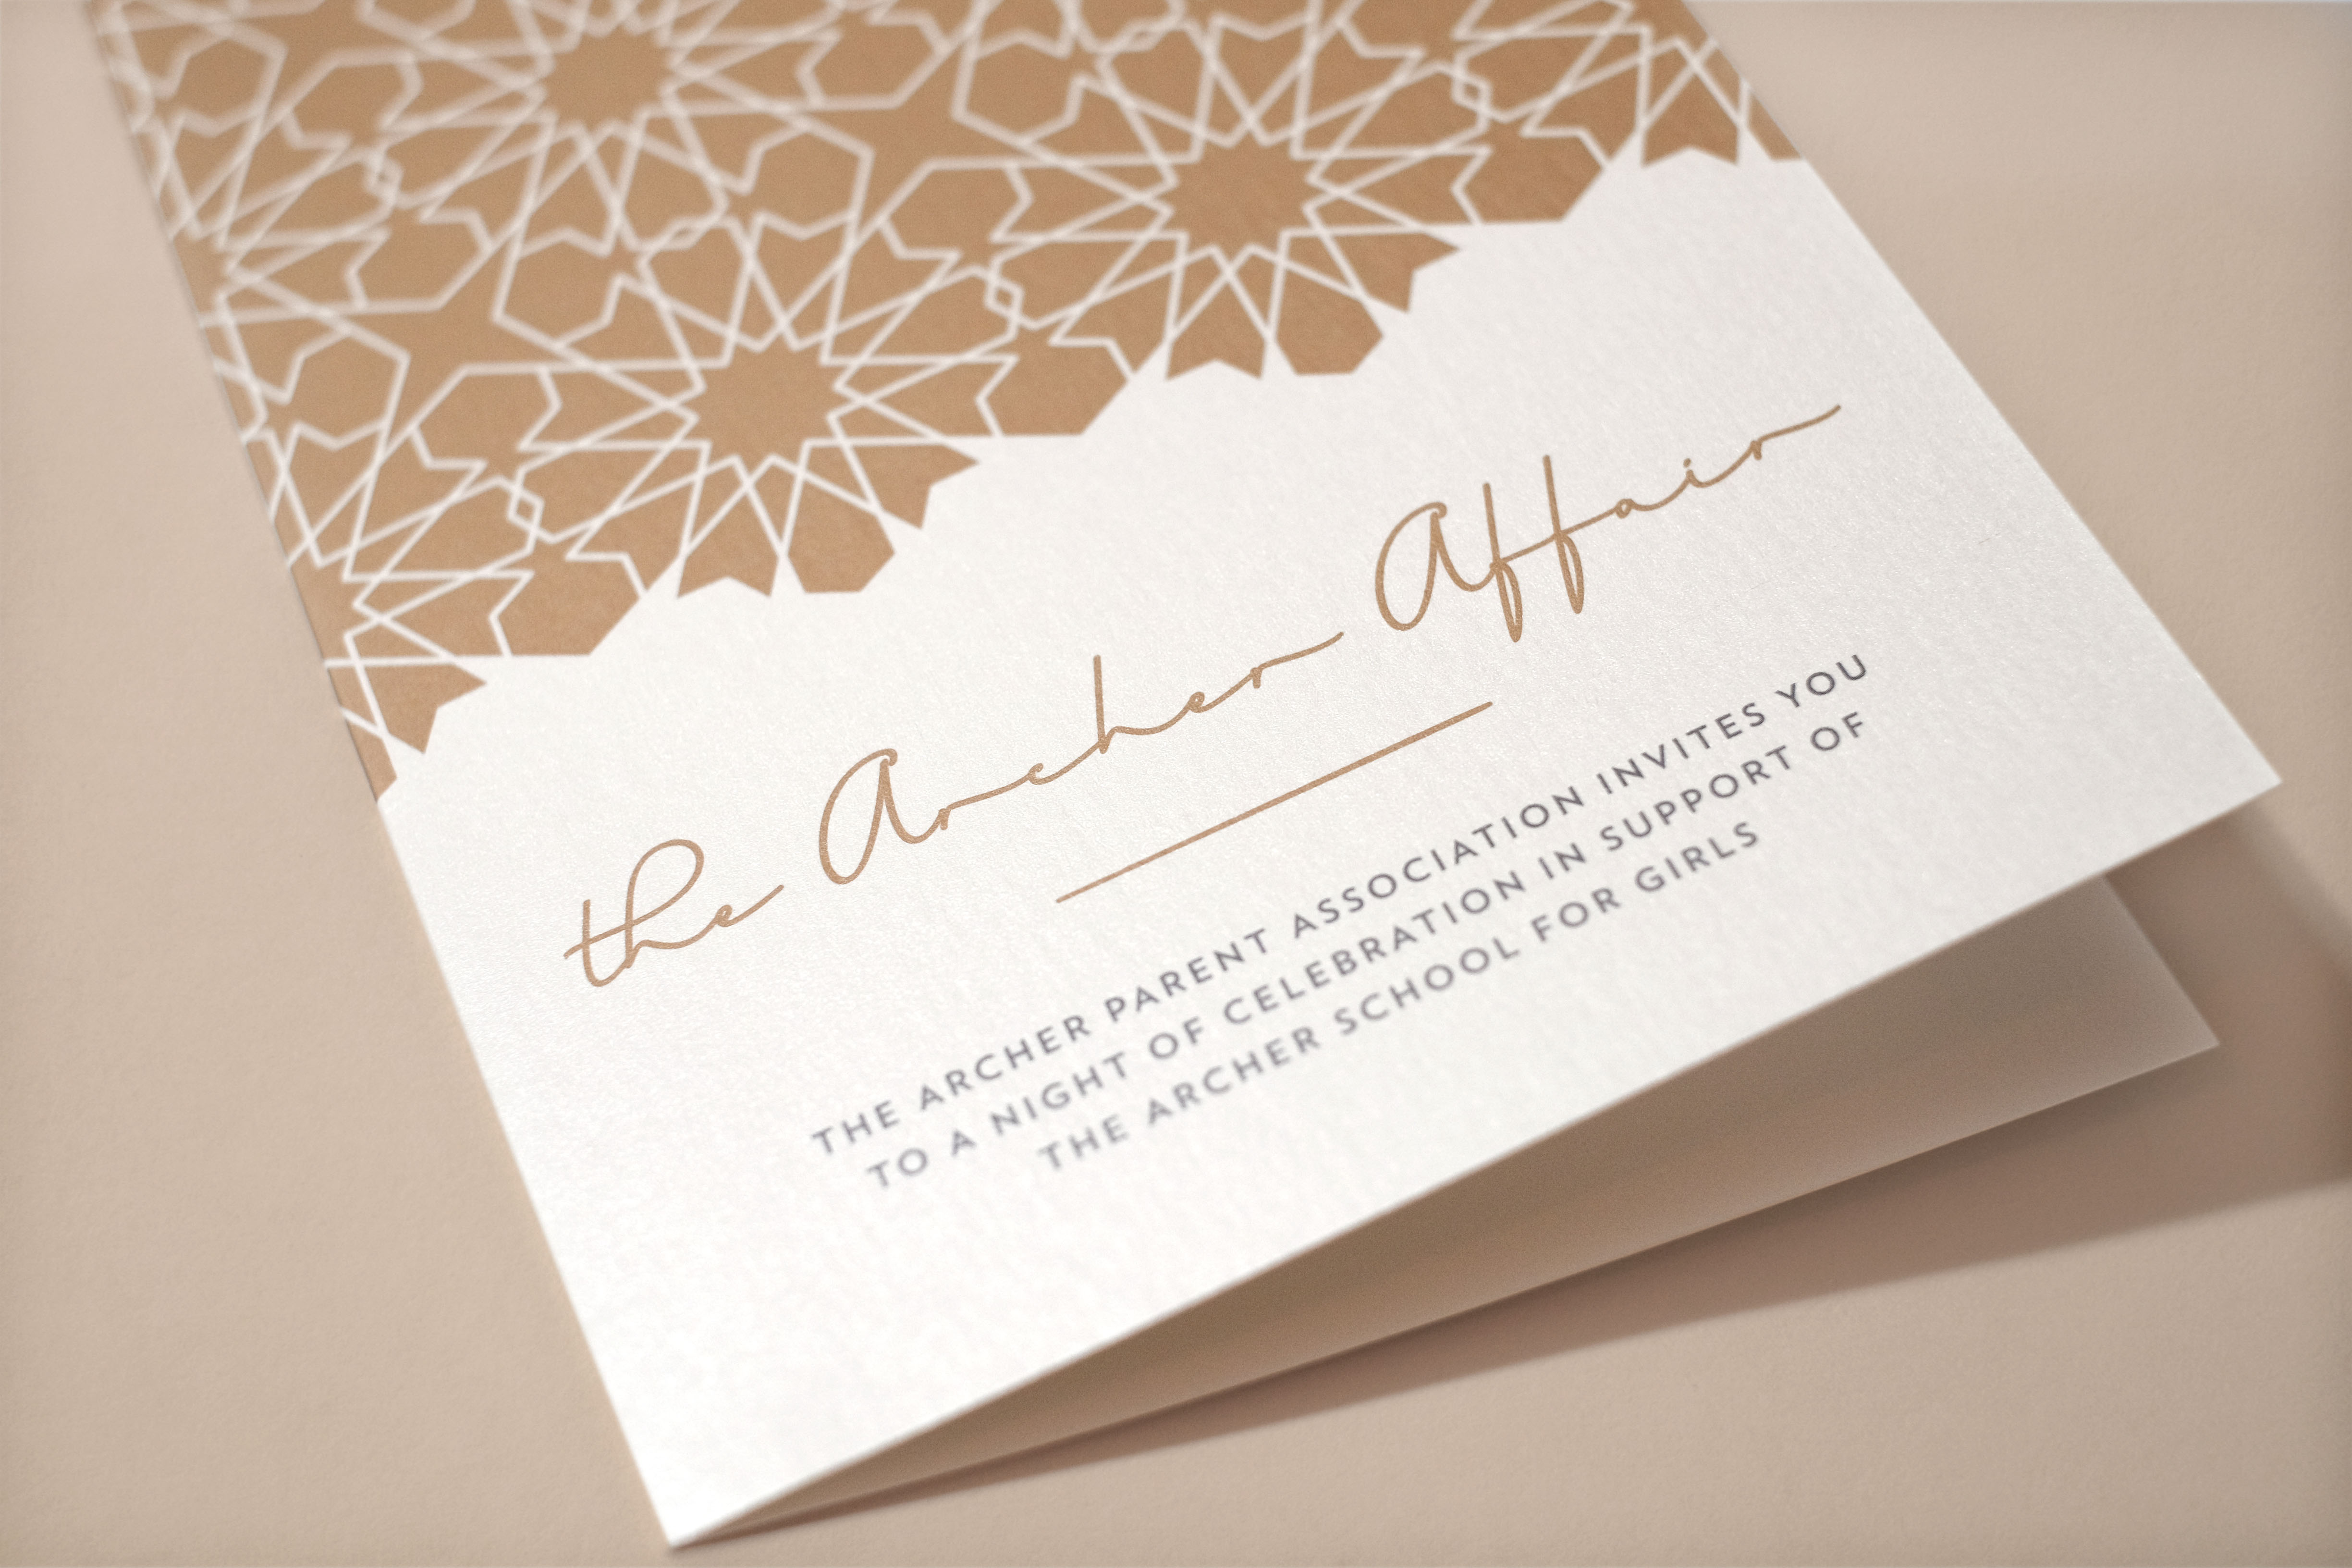 the Archer Affair
THE ARCHER PARENT ASSOCIATION INVITES YOU
TO A NIGHT OF CELEBRATION IN SUPPORT OF
THE ARCHER SCHOOL FOR GIRLS